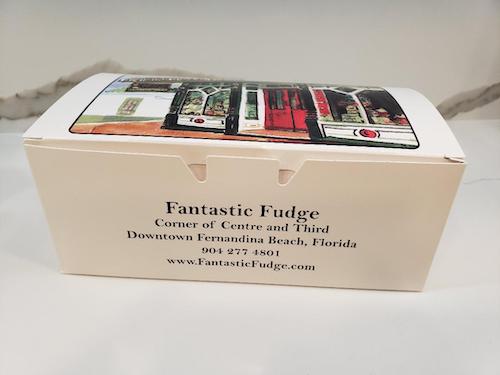 Fantastic Fudge
Corner of Centre and Third
Downtown Fernandina Beach, Florida
904 277 4801
www.FantasticFudge.com